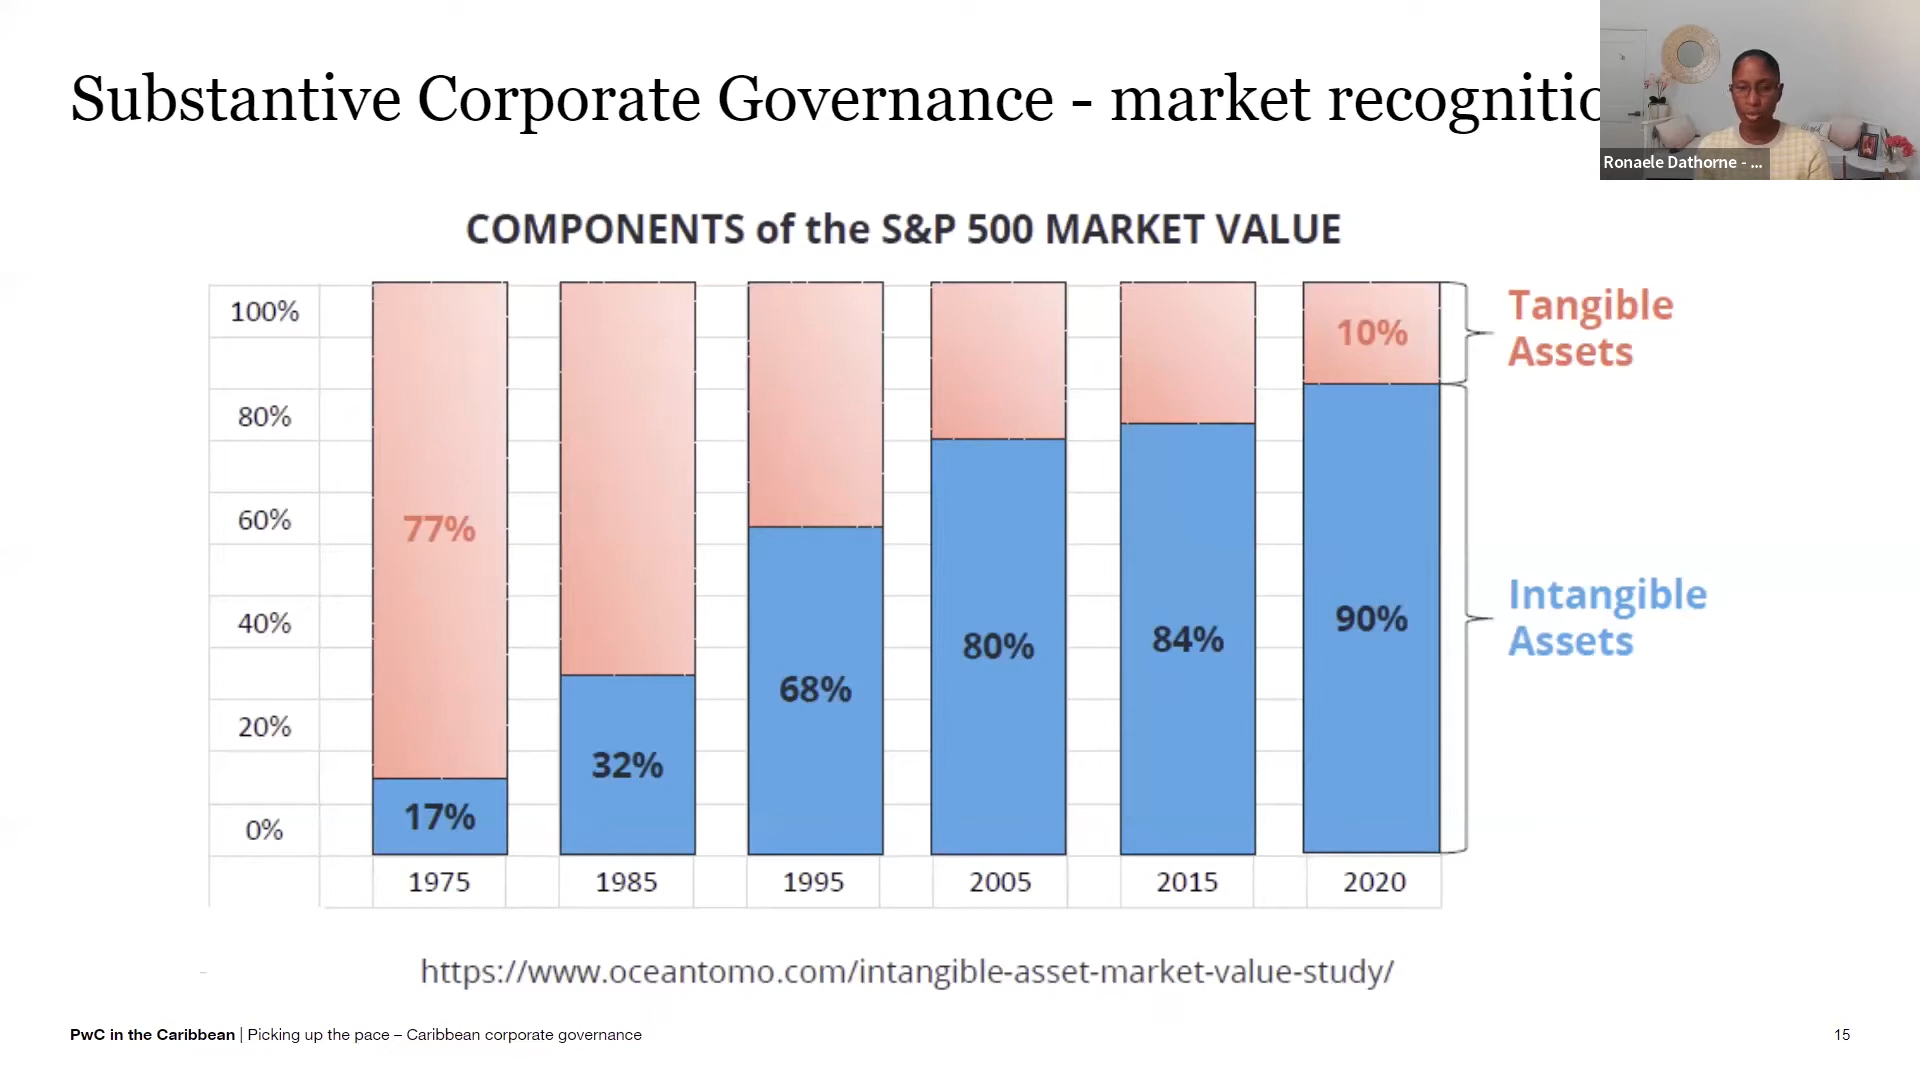 Substantive Corporate Governance - market recognitio
Ronaele Dathorne - ...
COMPONENTS of the S&P 500 MARKET VALUE
100%
80%
60%
40%
20%
0%
77%
17%
32%
68%
80%
84%
10%
90%
Tangible
Assets
Intangible
Assets
1975
1985
1995
2005
2015
2020
https://www.oceantomo.com/intangible-asset-market-value-study/
PwC in the Caribbean | Picking up the pace – Caribbean corporate governance
15